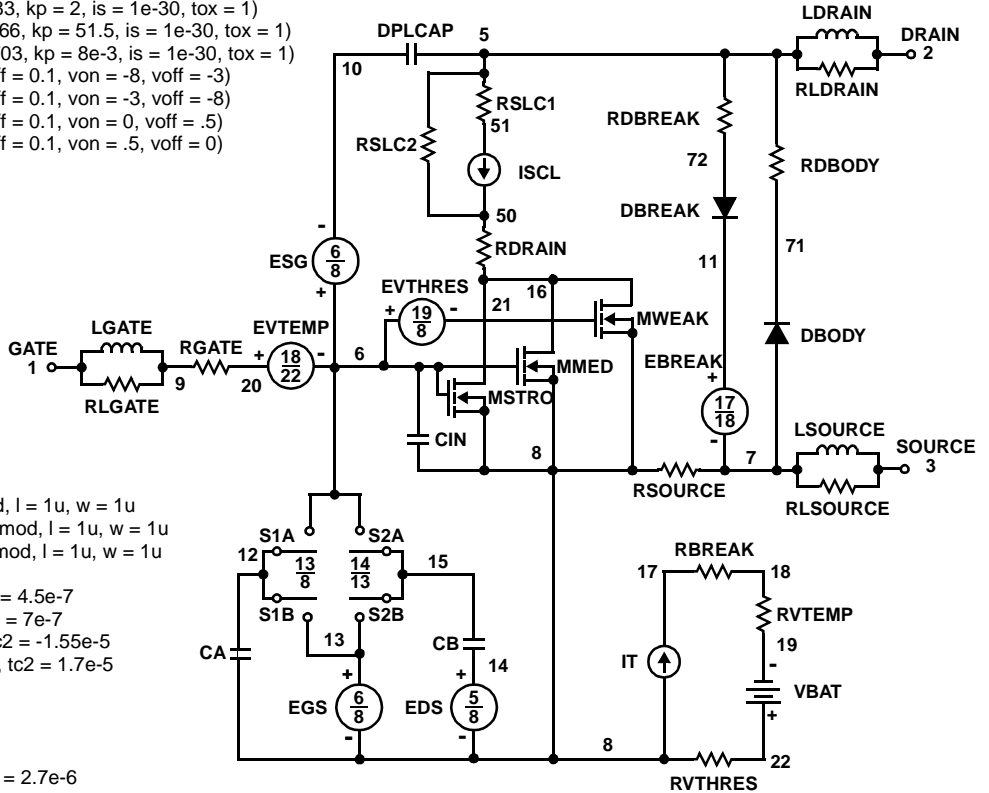 33, kp = 2, is = 1e-30, tox = 1)
66, kp = 51.5, is = 1e-30, tox = 1)
703, kp = 8e-3, is = 1e-30, tox = 1)
ff = 0.1, von = -8, voff = -3)
ff = 0.1, von = -3, voff = -8)
ff = 0.1, von = 0, voff = .5)
ff = 0.1, von = .5, voff = 0)
LDRAIN
DPLCAP
5
DRAIN
2
10
RLDRAIN
RSLC1
51
RDBREAK
RSLC2
72
RDBODY
ISCL
DBREAK
50
71
RDRAIN
6
8
ESG
11
EVTHRES
16
21
19
8
MWEAK
LGATE
EVTEMP
DBODY
GATE
1
RGATE
18
22
6
EBREAK
MMED
9
20
MSTRO
RLGATE
17
18
LSOURCE
CIN
8
7
SOURCE
3
RSOURCE
RLSOURCE
d, l = 1u, w = 1u
mod, l = 1u, w = 1u
mod, l = 1u, w = 1u
= 4.5e-7
= 7e-7
c2 = -1.55e-5
, tc2 = 1.7e-5
= 2.7e-6
S1A
S2A
12
13
8
14
13
15
S1B
S2B
13
CA
CB
14
EGS
6
8
EDS
5
8
RBREAK
17
18
RVTEMP
19
IT
VBAT
8
22
RVTHRES